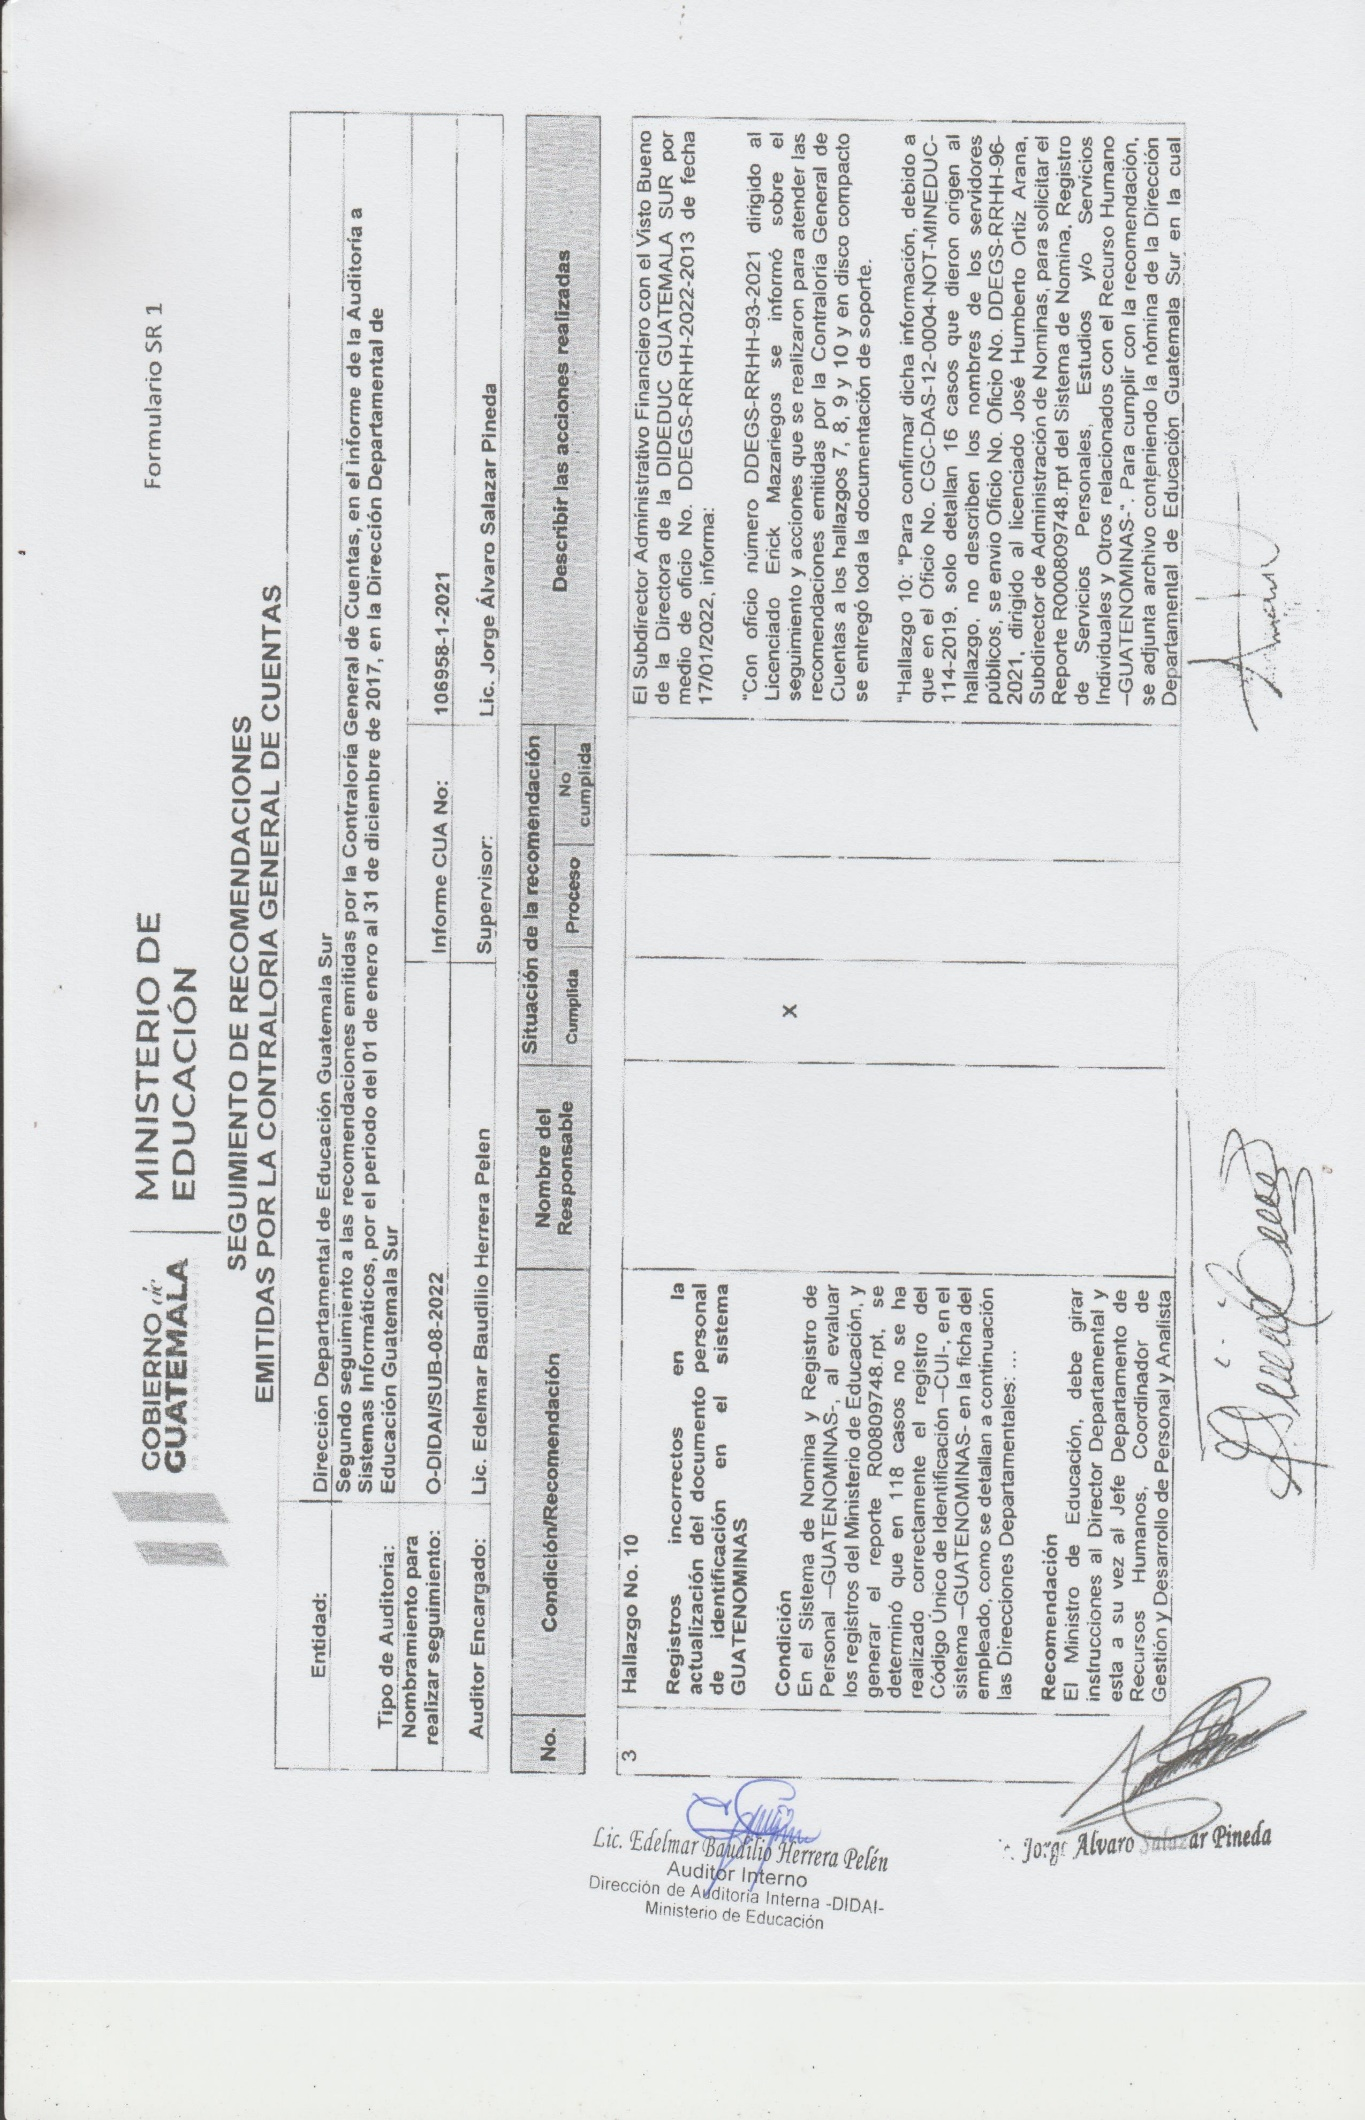 GOBIERNO de
GUATEMALA
MINISTERIO DE
EDUCACIÓN
Formulario SR 1
SEGUIMIENTO DE RECOMENDACIONES
EMITIDAS POR LA CONTRALORIA GENERAL DE CUENTAS
Entidad:
Dirección Departamental de Educación Guatemala Sur
Tipo de Auditoria:
Segundo seguimiento a las recomendaciones emitidas por la Contraloría General de Cuentas, en el informe de la Auditoría a
Sistemas Informáticos, por el periodo del 01 de enero al 31 de diciembre de 2017, en la Dirección Departamental de
Educación Guatemala Sur
Nombramiento para
realizar seguimiento:
O-DIDAI/SUB-08-2022
Informe CUA No:
106958-1-2021
Auditor Encargado:
Lic. Edelmar Baudilio Herrera Pelen
Supervisor:
Lic. Jorge Álvaro Salazar Pineda
No.
Condición/Recomendación
Nombre del
Responsable
Situación de la recomendación
Cumplida
Proceso
No
cumplida
Describir las acciones realizadas
3
Hallazgo No. 10
Registros incorrectos en la
actualización del documento personal
de identificación en el sistema
GUATENOMINAS
Condición
En el Sistema de Nomina y Registro de
Personal –GUATENOMINAS-, al evaluar
los registros del Ministerio de Educación, y
generar el reporte R00809748.rpt, se
determinó que en 118 casos no se ha
realizado correctamente el registro del
Código Único de Identificación –CUI-, en el
sistema –GUATENOMINAS- en la ficha del
empleado, como se detallan a continuación
las Direcciones Departamentales: ...
Recomendación
El Ministro de Educación, debe girar
instrucciones al Director Departamental y
esta a su vez al Jefe Departamento de
Recursos Humanos, Coordinador de
Gestión y Desarrollo de Personal y Analista
X
El Subdirector Administrativo Financiero con el Visto Bueno
de la Directora de la DIDEDUC GUATEMALA SUR por
medio de oficio No. DDEGS-RRHH-2022-2013 de fecha
17/01/2022, informa:
"Con oficio número DDEGS-RRHH-93-2021 dirigido al
Licenciado Erick Mazariegos se informó sobre el
seguimiento y acciones que se realizaron para atender las
recomendaciones emitidas por la Contraloría General de
Cuentas a los hallazgos 7, 8, 9 y 10 y en disco compacto
se entregó toda la documentación de soporte.
"Hallazgo 10: "Para confirmar dicha información, debido a
que en el Oficio No. CGC-DAS-12-0004-NOT-MINEDUC-
114-2019, solo detallan 16 casos que dieron origen al
hallazgo, no describen los nombres de los servidores
públicos, se envio Oficio No. Oficio No. DDEGS-RRHH-96-
2021, dirigido al licenciado José Humberto Ortiz Arana,
Subdirector de Administración de Nominas, para solicitar el
Reporte R00809748.rpt del Sistema de Nomina, Registro
de Servicios Personales, Estudios y/o Servicios
Individuales y Otros relacionados con el Recurso Humano
–GUATENOMINAS-". Para cumplir con la recomendación,
se adjunta archivo conteniendo la nómina de la Dirección
Departamental de Educación Guatemala Sur en la cual
Lic. Edelmar Baudilio Herrera Pelén
Auditor Interno
Dirección de Auditoría Interna -DIDAI-
Ministerio de Educación
Jorge Alvaro Salazar Pineda